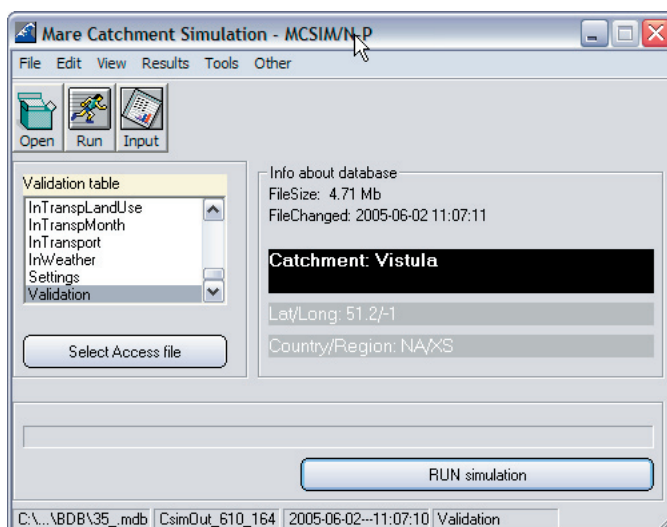 Mare Catchment Simulation - MCSIM/N-P
File Edit View Results Tools Other
Open Run Input
Validation table
InTranspLandUse
InTranspMonth
InTransport
InWeather
Settings
Validation
Select Access file
Info about database
FileSize: 4.71 Mb
FileChanged: 2005-06-02 11:07:11
Catchment: Vistula
Lat/Long: 51.2/-1
Country/Region: NA/XS
RUN simulation
C:\...\BDB\35_.mdb CsimOut_610_164 2005-06-02---11:07:10 Validation